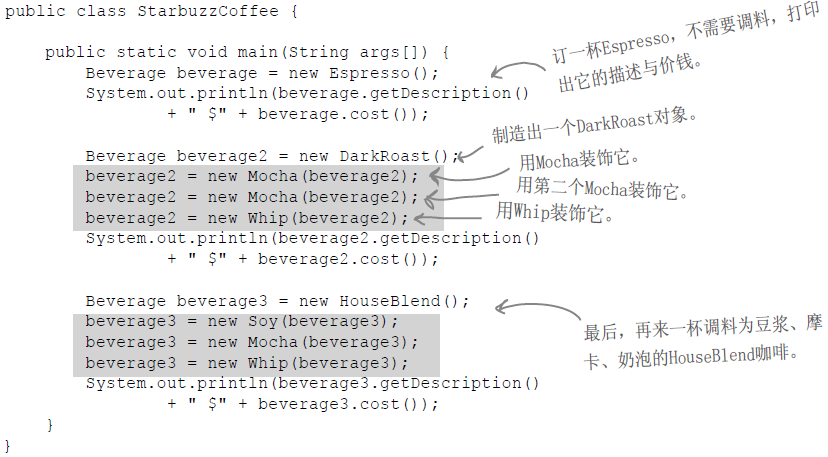 public class StarbuzzCoffee {
public static void main(String args[]) {
Beverage beverage = new Espresso();
System.out.println(beverage.getDescription()
+ " $" + beverage.cost());
订一杯Espresso，不需要调料，打印
出它的描述与价钱。
Beverage beverage2 = new DarkRoast();
制造出一个DarkRoast对象。
beverage2 = new Mocha(beverage2);
用Mocha装饰它。
beverage2 = new Mocha(beverage2);
用第二个Mocha装饰它。
beverage2 = new Whip(beverage2);
用Whip装饰它。
System.out.println(beverage2.getDescription()
+ " $" + beverage2.cost());
Beverage beverage3 = new HouseBlend();
beverage3 = new Soy(beverage3);
beverage3 = new Mocha(beverage3);
beverage3 = new Whip(beverage3);
最后，再来一杯调料为豆浆、摩
卡、奶泡的HouseBlend咖啡。
System.out.println(beverage3.getDescription()
+ " $" + beverage3.cost());
}
}